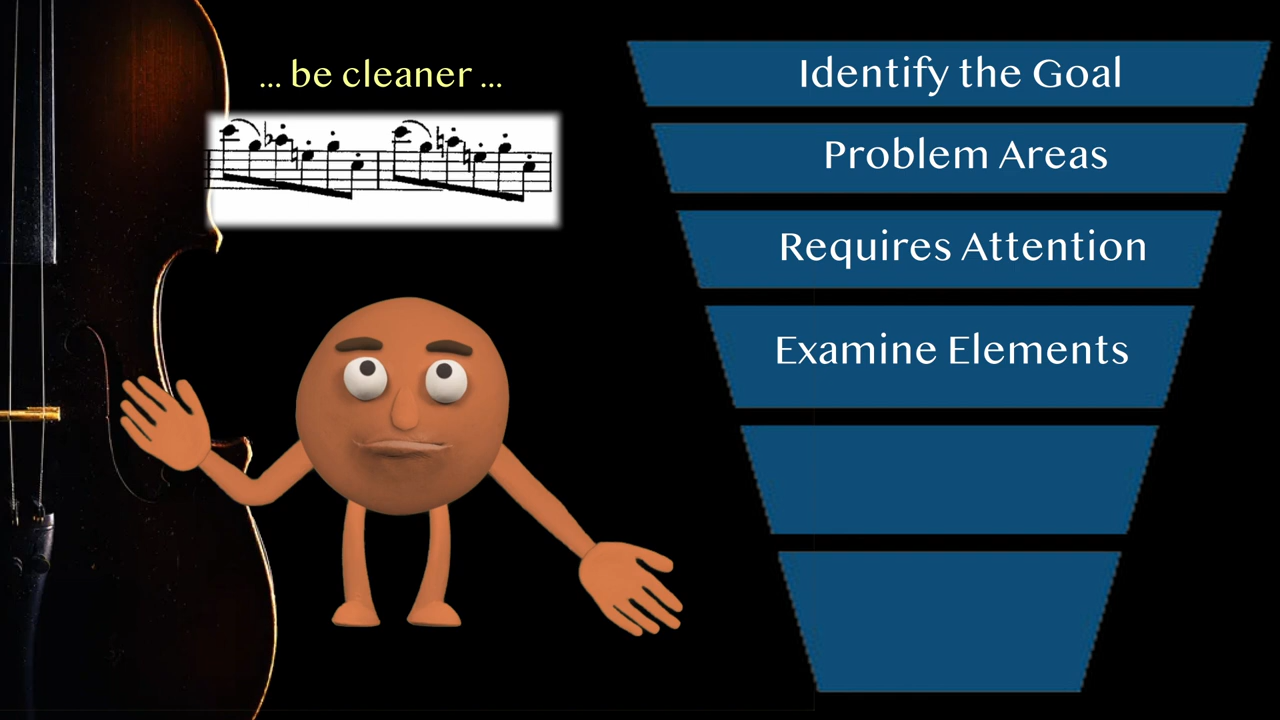 ... be cleaner ...
Identify the Goal
Problem Areas
Requires Attention
Examine Elements